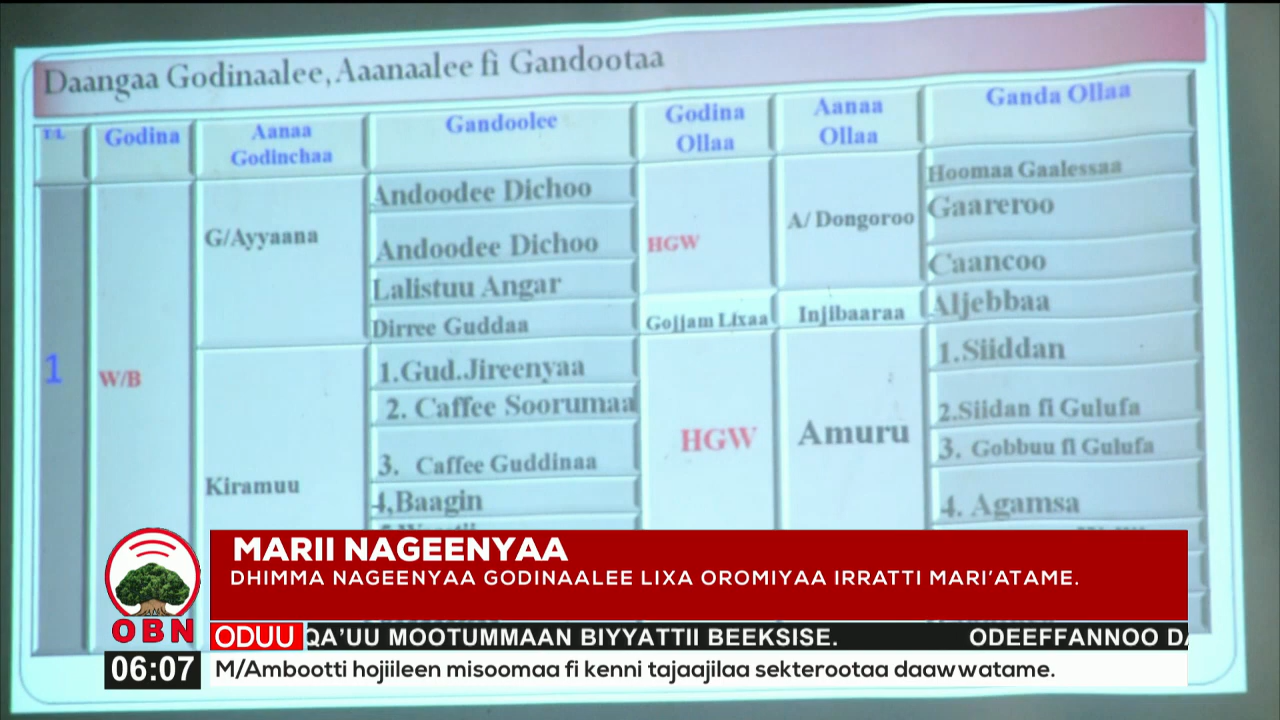 Daangaa Godinaalee, Aaanaalee fi Gandootaa
T/L
Godina
Aanaa
Godinchaa
Gandoolee
Godina
Ollaa
Aanaa
Ollaa
Ganda Ollaa
1
W/B
G/Ayyaana
Andoodee Dichoo
Andoodee Dichoo
Lalistuu Angar
Dirree Guddaa
HGW
A/ Dongoroo
Hoomaa Gaalessaa
Gaareroo
Caancoo
Gojjam Lixaa
Injibaaraa
Aljebbaa
Kiramuu
1.Gud.Jireenyaa
2. Caffee Soorumaa
3. Caffee Guddinaa
4,Baagin
HGW
Amuru
1.Siiddan
2.Siidan fi Gulufa
3. Gobbuu fi Gulufa
4. Agamsa
MARII NAGEENYAA
DHIMMA NAGEENYAA GODINAALEE LIXA OROMIYAA IRRATTI MARI'ATAME.
OBN
ODUU
QA'UU MOOTUMMAAN BIYYATTII BEEKSISE. ODEEFFANNOO
06:07
M/Ambootti hojiileen misoomaa fi kenni tajaajilaa sekterootaa daawwatame.